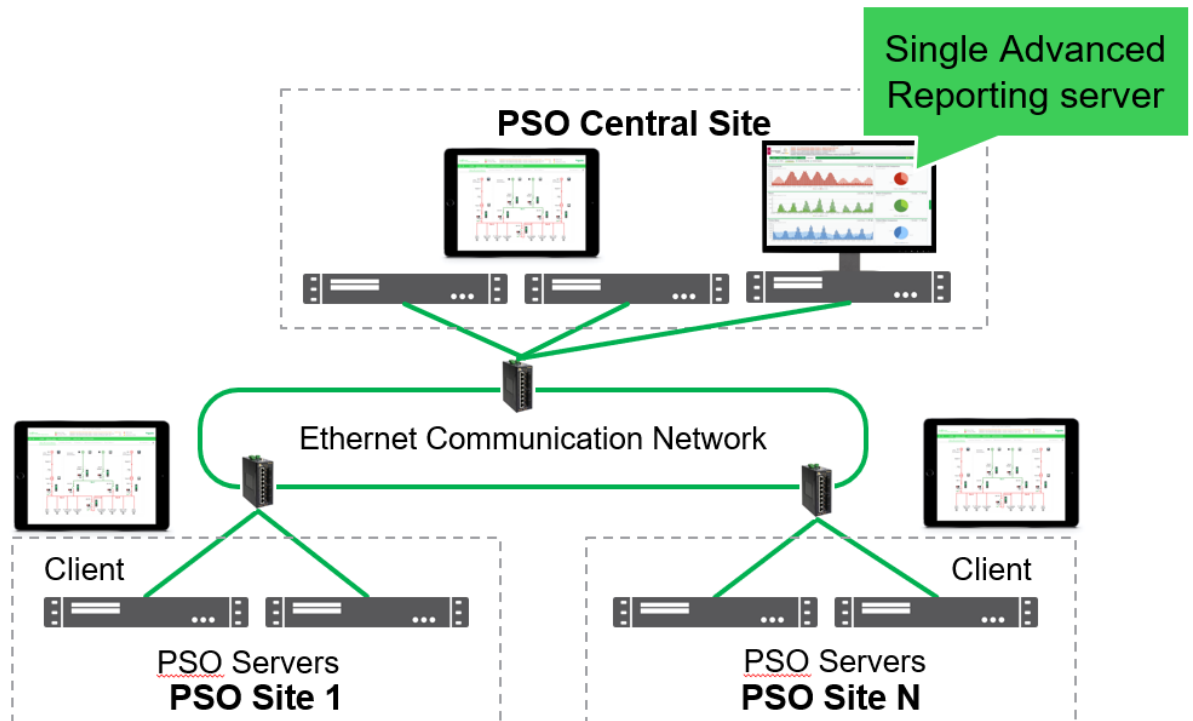 Single Advanced
Reporting server
PSO Central Site
Ethernet Communication Network
Client
Client
PSO Servers
PSO Site 1
PSO Servers
PSO Site N